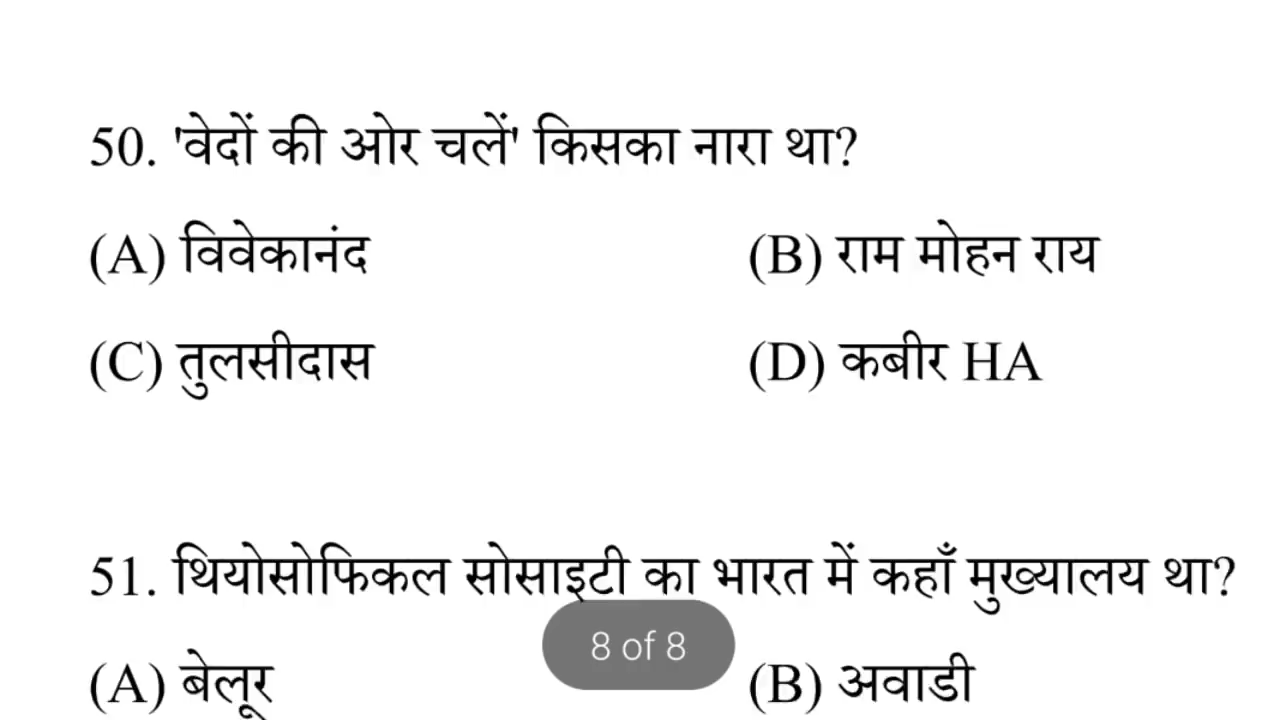 50. 'वेदों की ओर चलें' किसका नारा था?
(A) विवेकानंद (B) राम मोहन राय
(C) तुलसीदास (D) कबीर HA
51. थियोसोफिकल सोसाइटी का भारत में कहाँ मुख्यालय था?
8 of 8
(A) बेलूर (B) अवाडी